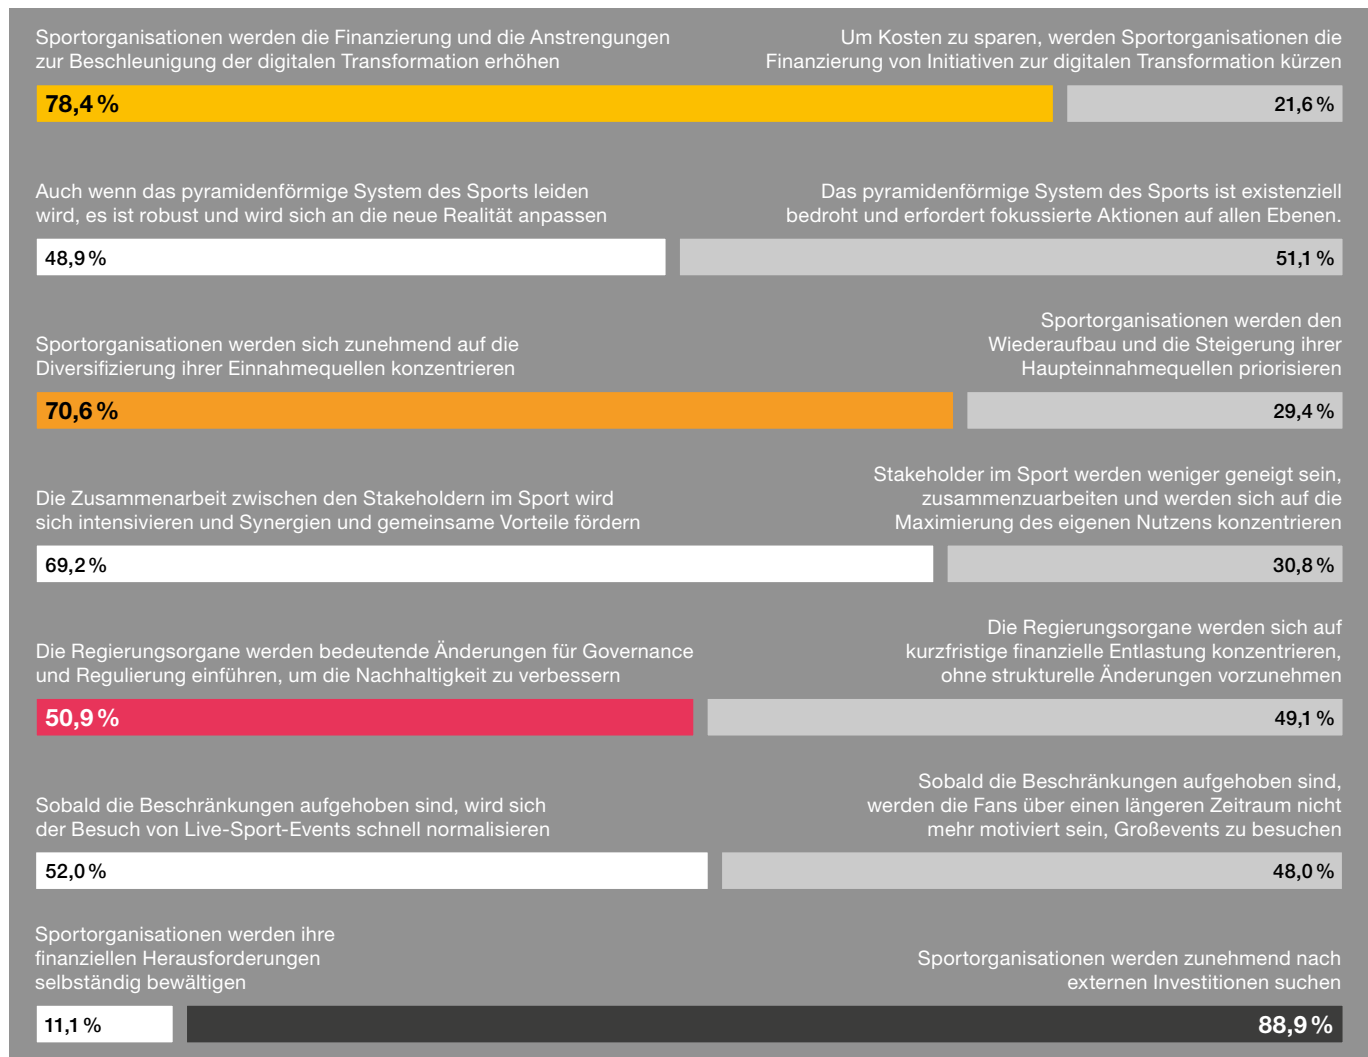 Sportorganisationen werden die Finanzierung und die Anstrengungen
zur Beschleunigung der digitalen Transformation erhöhen
Um Kosten zu sparen, werden Sportorganisationen die
Finanzierung von Initiativen zur digitalen Transformation kürzen
78,4 %
21,6 %
Auch wenn das pyramidenförmige System des Sports leiden
wird, es ist robust und wird sich an die neue Realität anpassen
Das pyramidenförmige System des Sports ist existenziell
bedroht und erfordert fokussierte Aktionen auf allen Ebenen.
48,9 %
51,1 %
Sportorganisationen werden sich zunehmend auf die
Diversifizierung ihrer Einnahmequellen konzentrieren
Sportorganisationen werden den
Wiederaufbau und die Steigerung ihrer
Haupteinnahmequellen priorisieren
70,6 %
29,4 %
Die Zusammenarbeit zwischen den Stakeholdern im Sport wird
sich intensivieren und Synergien und gemeinsame Vorteile fördern
Stakeholder im Sport werden weniger geneigt sein,
zusammenzuarbeiten und werden sich auf die
Maximierung des eigenen Nutzens konzentrieren
69,2 %
30,8 %
Die Regierungsorgane werden bedeutende Änderungen für Governance
und Regulierung einführen, um die Nachhaltigkeit zu verbessern
Die Regierungsorgane werden sich auf
kurzfristige finanzielle Entlastung konzentrieren,
ohne strukturelle Änderungen vorzunehmen
50,9 %
49,1 %
Sobald die Beschränkungen aufgehoben sind, wird sich
der Besuch von Live-Sport-Events schnell normalisieren
Sobald die Beschränkungen aufgehoben sind,
werden die Fans über einen längeren Zeitraum nicht
mehr motiviert sein, Großevents zu besuchen
52,0 %
48,0 %
Sportorganisationen werden ihre
finanziellen Herausforderungen
selbständig bewältigen
Sportorganisationen werden zunehmend nach
externen Investitionen suchen
11,1 %
88,9 %